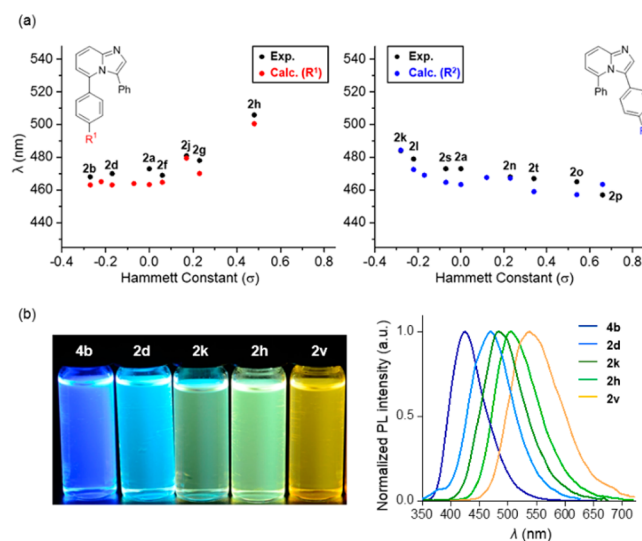 (a)
540
520
500
480
460
440
λ (nm)
N
N
Ph
R¹
Exp.
Calc. (R¹)
2b
2d
2a
2f
2j
2g
2h
-0.4 -0.2 0.0 0.2 0.4 0.6 0.8
Hammett Constant (σ)
540
520
500
480
460
440
Exp.
Calc. (R²)
N
N
Ph
2k
2l
2s
2a
2n
2t
2o
2p
-0.4 -0.2 0.0 0.2 0.4 0.6
Hammett Constant (σ)
(b)
4b 2d 2k 2h 2v
Normalized PL intensity (a.u.)
1.0
0.5
0.0
350 400 450 500 550 600 650 700
λ (nm)
4b
2d
2k
2h
2v